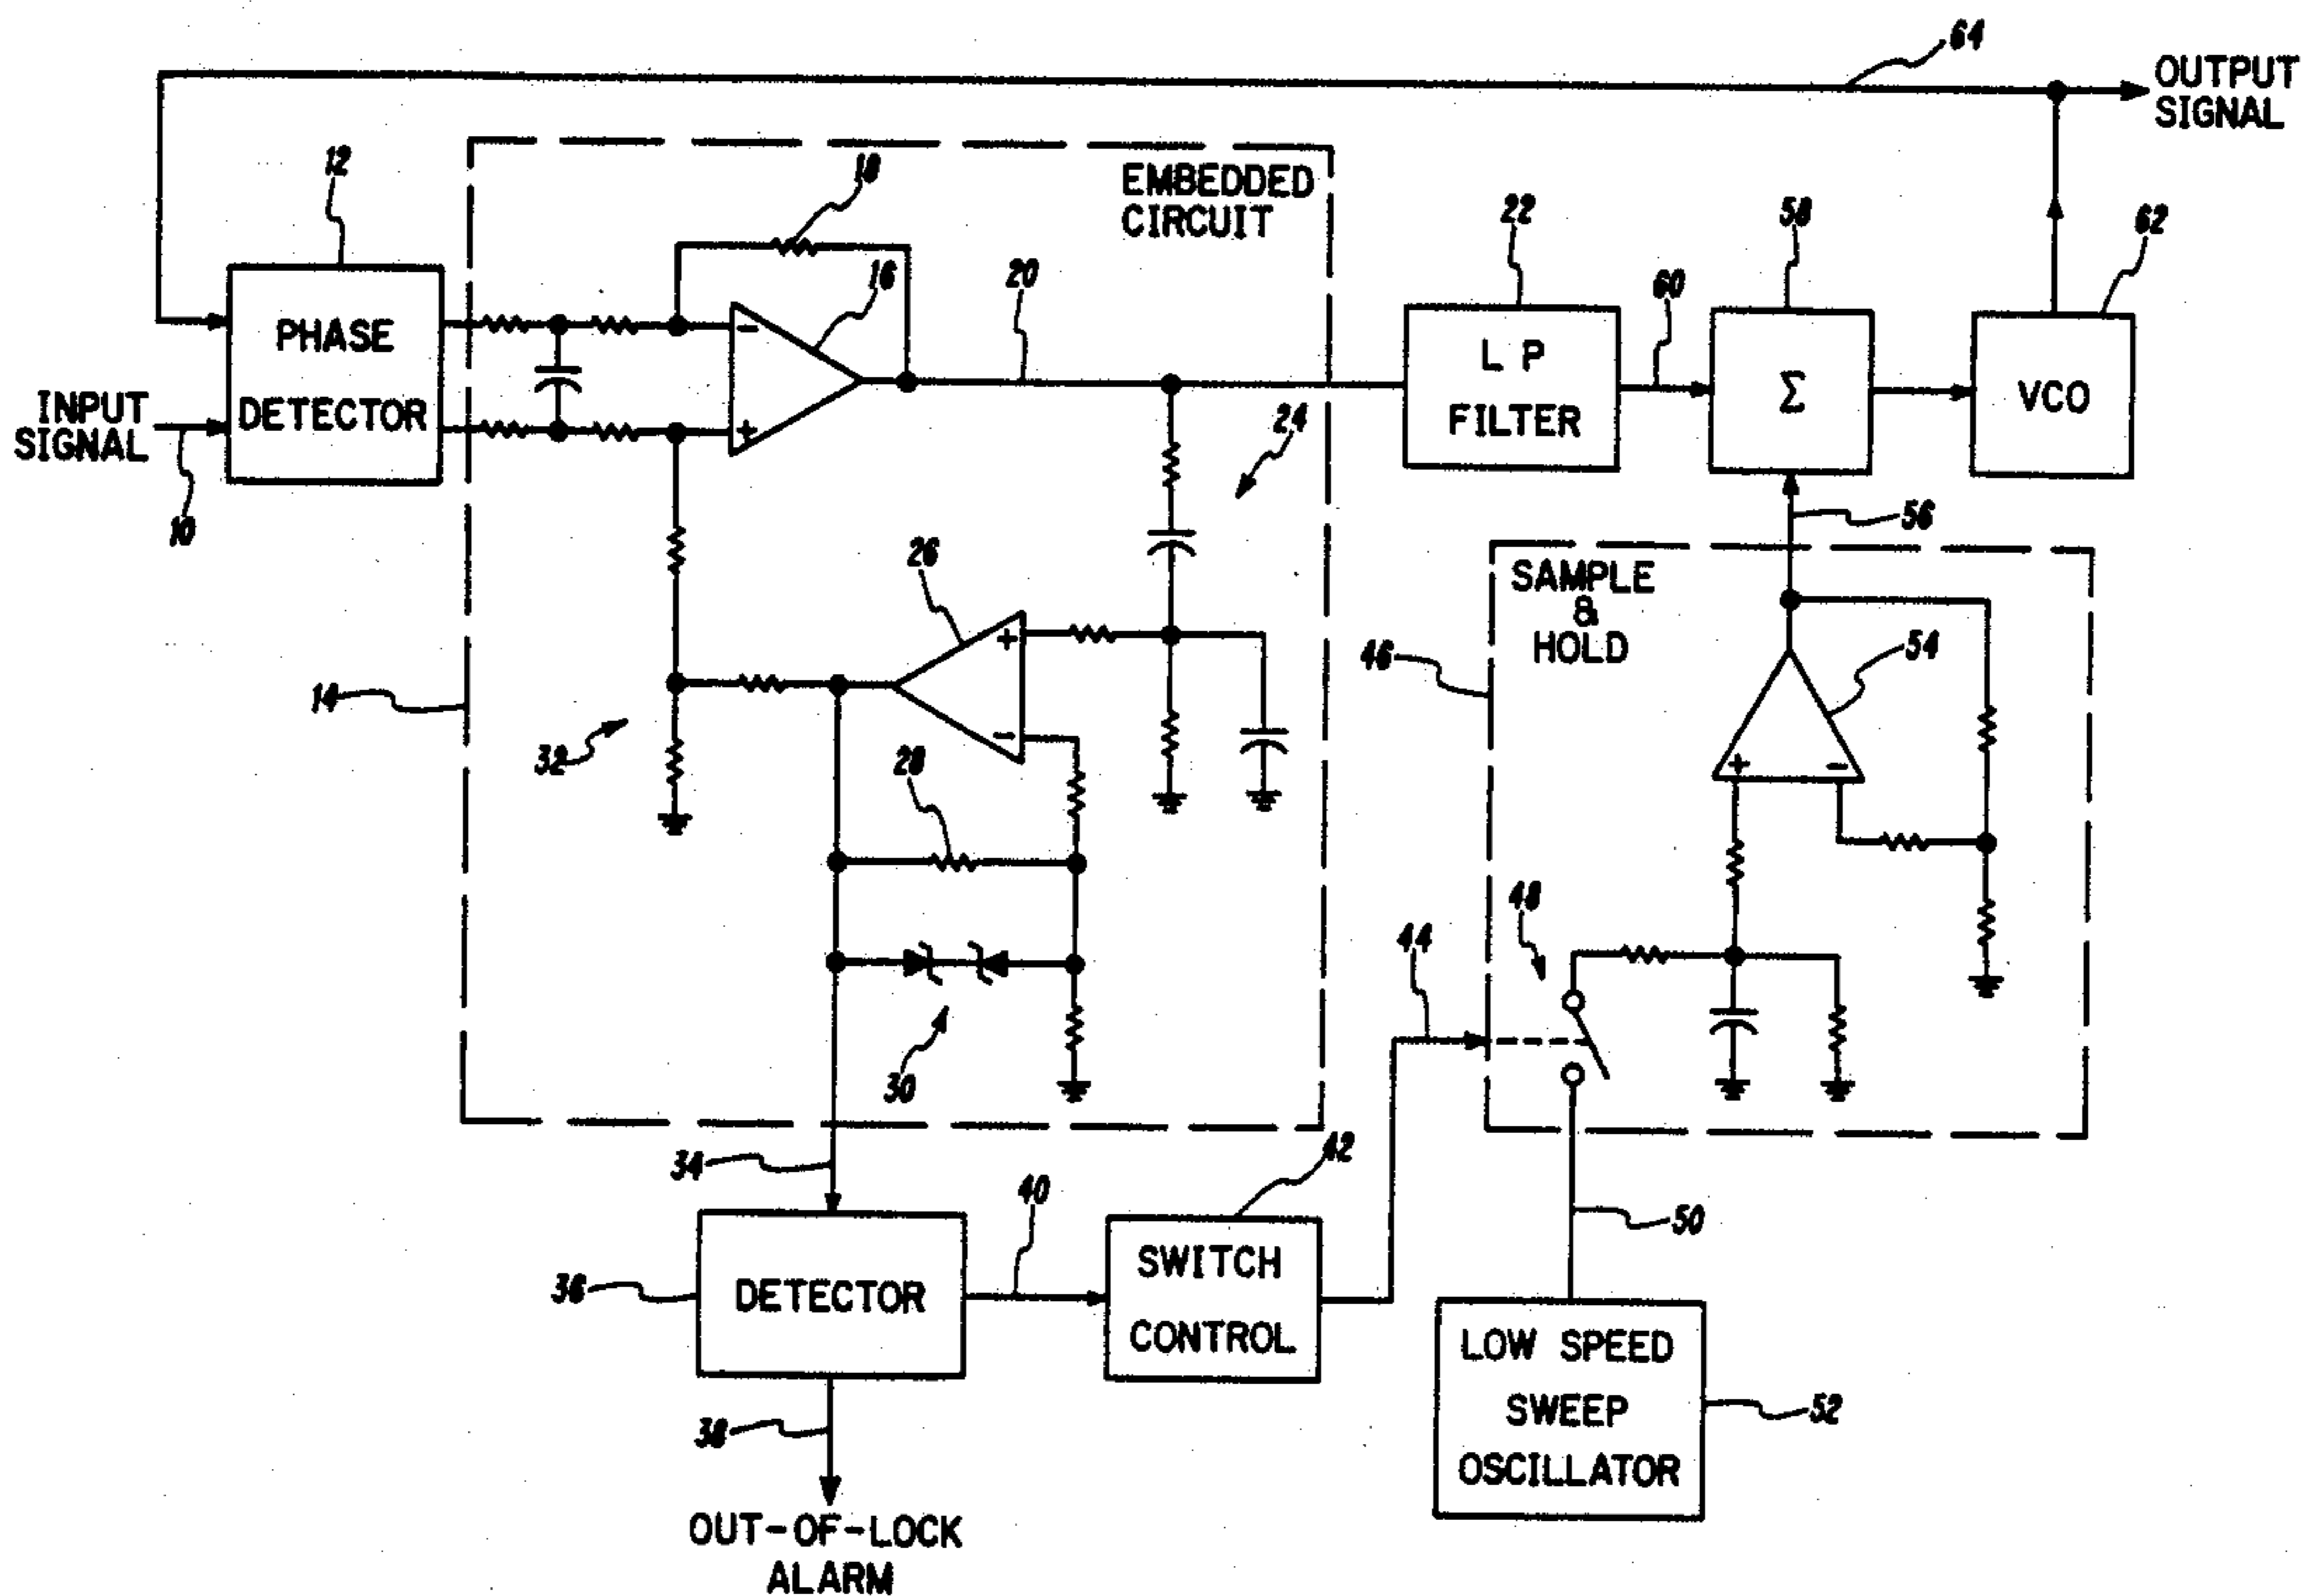 64
OUTPUT
SIGNAL
12
18
EMBEDDED
CIRCUIT
16
20
22
58
62
60
PHASE
DETECTOR
-
+
L P
FILTER
Σ
VCO
INPUT
SIGNAL
10
24
56
26
SAMPLE
&
HOLD
46
54
+
-
14
32
28
+ -
48
44
30
34
42
40
50
36
DETECTOR
SWITCH
CONTROL
LOW SPEED
SWEEP
OSCILLATOR
52
38
OUT-OF-LOCK
ALARM